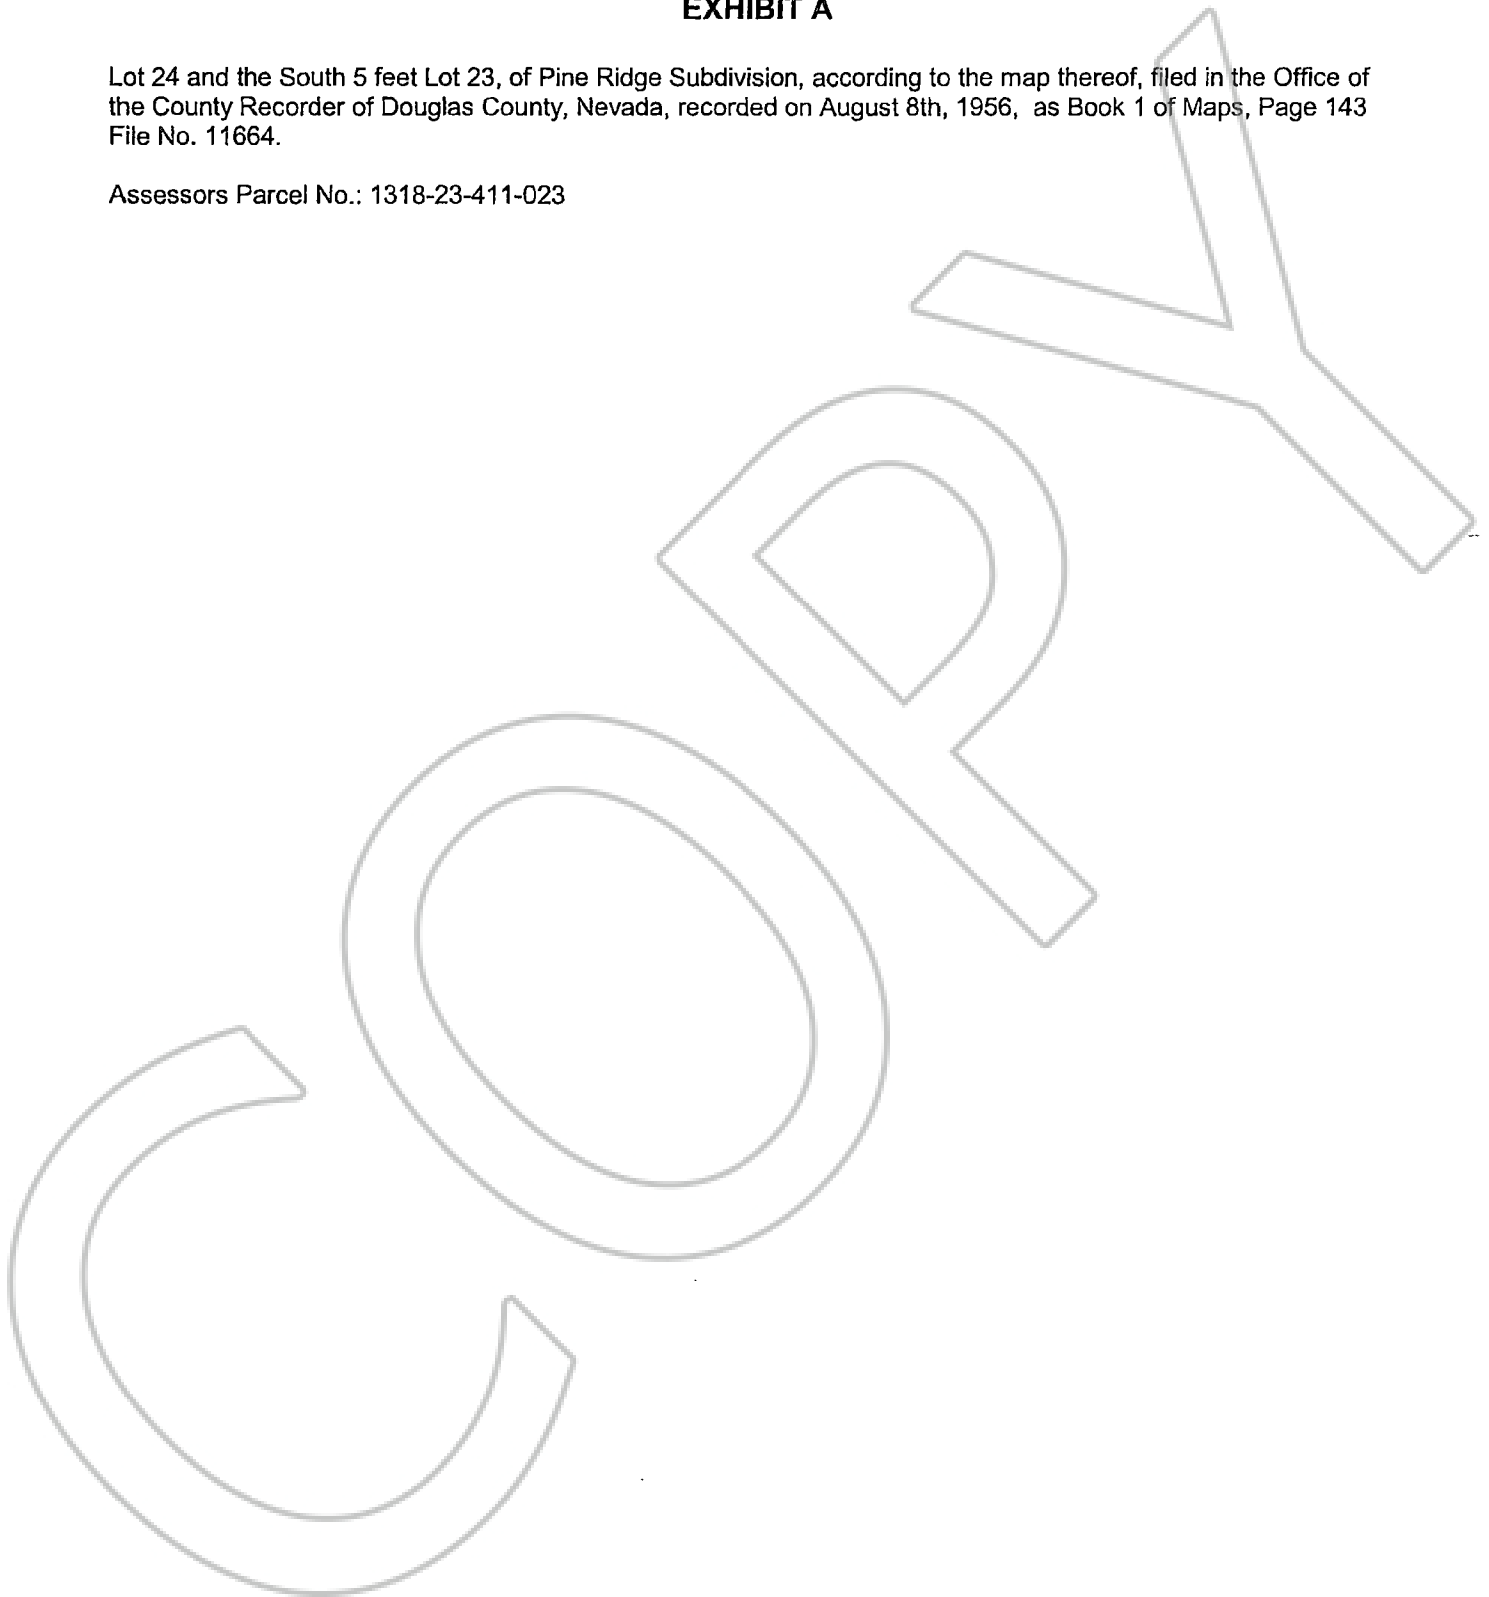 EXHIBIT A
Lot 24 and the South 5 feet Lot 23, of Pine Ridge Subdivision, according to the map thereof, filed in the Office of
the County Recorder of Douglas County, Nevada, recorded on August 8th, 1956,  as Book 1 of Maps, Page 143
File No. 11664.
Assessors Parcel No.: 1318-23-411-023
COPY